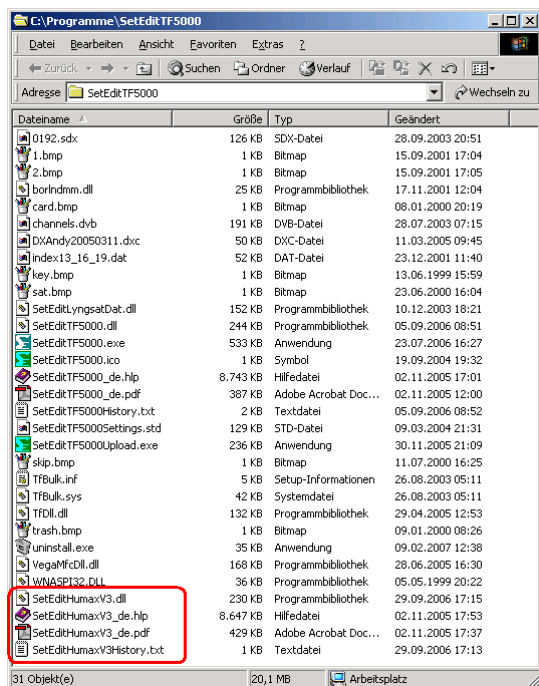 C:\Programme\SetEditTF5000
Datei Bearbeiten Ansicht Favoriten Extras ?
Zurück Suchen Ordner Verlauf
Adresse SetEditTF5000 Wechseln zu
Dateiname Größe Typ Geändert
0192.sdx 126 KB SDX-Datei 28.09.2003 20:51
1.bmp 1 KB Bitmap 15.09.2001 17:04
2.bmp 1 KB Bitmap 15.09.2001 17:05
borlndmm.dll 25 KB Programmbibliothek 17.11.2001 12:04
card.bmp 1 KB Bitmap 08.01.2000 20:19
channels.dvb 191 KB DVB-Datei 28.07.2003 07:15
DXAndy20050311.dxc 50 KB DXC-Datei 11.03.2005 09:45
index13_16_19.dat 52 KB DAT-Datei 23.12.2001 11:40
key.bmp 1 KB Bitmap 13.06.1999 15:59
sat.bmp 1 KB Bitmap 23.06.2000 16:04
SetEditLyngsatDat.dll 152 KB Programmbibliothek 10.12.2003 18:21
SetEditTF5000.dll 244 KB Programmbibliothek 05.09.2006 08:51
SetEditTF5000.exe 533 KB Anwendung 23.07.2006 16:27
SetEditTF5000.ico 1 KB Symbol 19.09.2004 19:32
SetEditTF5000_de.hlp 8.743 KB Hilfedatei 02.11.2005 17:01
SetEditTF5000_de.pdf 387 KB Adobe Acrobat Doc... 02.11.2005 12:00
SetEditTF5000History.txt 2 KB Textdatei 05.09.2006 08:52
SetEditTF5000Settings.std 129 KB STD-Datei 09.03.2004 21:31
SetEditTF5000Upload.exe 236 KB Anwendung 30.11.2005 21:09
skip.bmp 1 KB Bitmap 11.07.2000 16:25
TfBulk.inf 5 KB Setup-Informationen 26.08.2003 05:11
TfBulk.sys 42 KB Systemdatei 26.08.2003 05:11
TfDll.dll 132 KB Programmbibliothek 29.04.2005 12:53
trash.bmp 1 KB Bitmap 09.01.2000 08:26
uninstall.exe 35 KB Anwendung 09.02.2007 12:38
VegaMfcDll.dll 168 KB Programmbibliothek 28.06.2005 16:30
WNASPI32.DLL 36 KB Programmbibliothek 05.05.1999 20:22
SetEditHumaxV3.dll 230 KB Programmbibliothek 29.09.2006 17:15
SetEditHumaxV3_de.hlp 8.647 KB Hilfedatei 02.11.2005 17:53
SetEditHumaxV3_de.pdf 429 KB Adobe Acrobat Doc... 02.11.2005 17:37
SetEditHumaxV3History.txt 1 KB Textdatei 29.09.2006 17:13
31 Objekt(e) 20,1 MB Arbeitsplatz